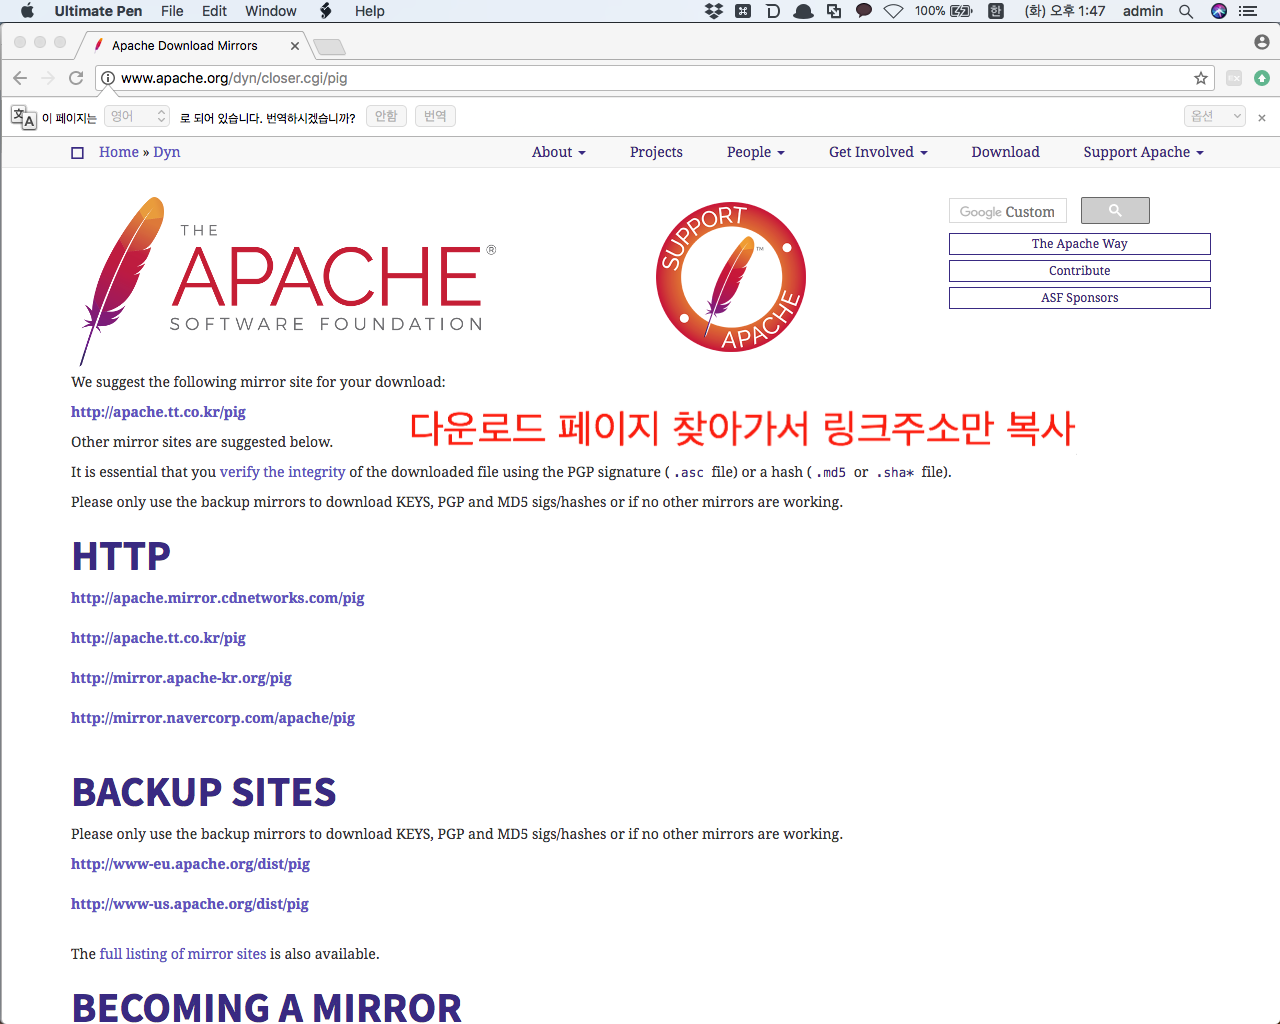 Ultimate Pen File Edit Window Help 100% 한 (화) 오후 1:47 admin
Apache Download Mirrors
www.apache.org/dyn/closer.cgi/pig
이 페이지는 영어 로 되어 있습니다. 번역하시겠습니까? 안함 번역 옵션
Home » Dyn About Projects People Get Involved Download Support Apache
THE
APACHE®
SOFTWARE FOUNDATION
SUPPORT
™
APACHE
Google Custom
The Apache Way
Contribute
ASF Sponsors
We suggest the following mirror site for your download:
http://apache.tt.co.kr/pig
다운로드 페이지 찾아가서 링크주소만 복사
Other mirror sites are suggested below.
It is essential that you verify the integrity of the downloaded file using the PGP signature ( .asc file) or a hash ( .md5 or .sha* file).
Please only use the backup mirrors to download KEYS, PGP and MD5 sigs/hashes or if no other mirrors are working.
HTTP
http://apache.mirror.cdnetworks.com/pig
http://apache.tt.co.kr/pig
http://mirror.apache-kr.org/pig
http://mirror.navercorp.com/apache/pig
BACKUP SITES
Please only use the backup mirrors to download KEYS, PGP and MD5 sigs/hashes or if no other mirrors are working.
http://www-eu.apache.org/dist/pig
http://www-us.apache.org/dist/pig
The full listing of mirror sites is also available.
BECOMING A MIRROR